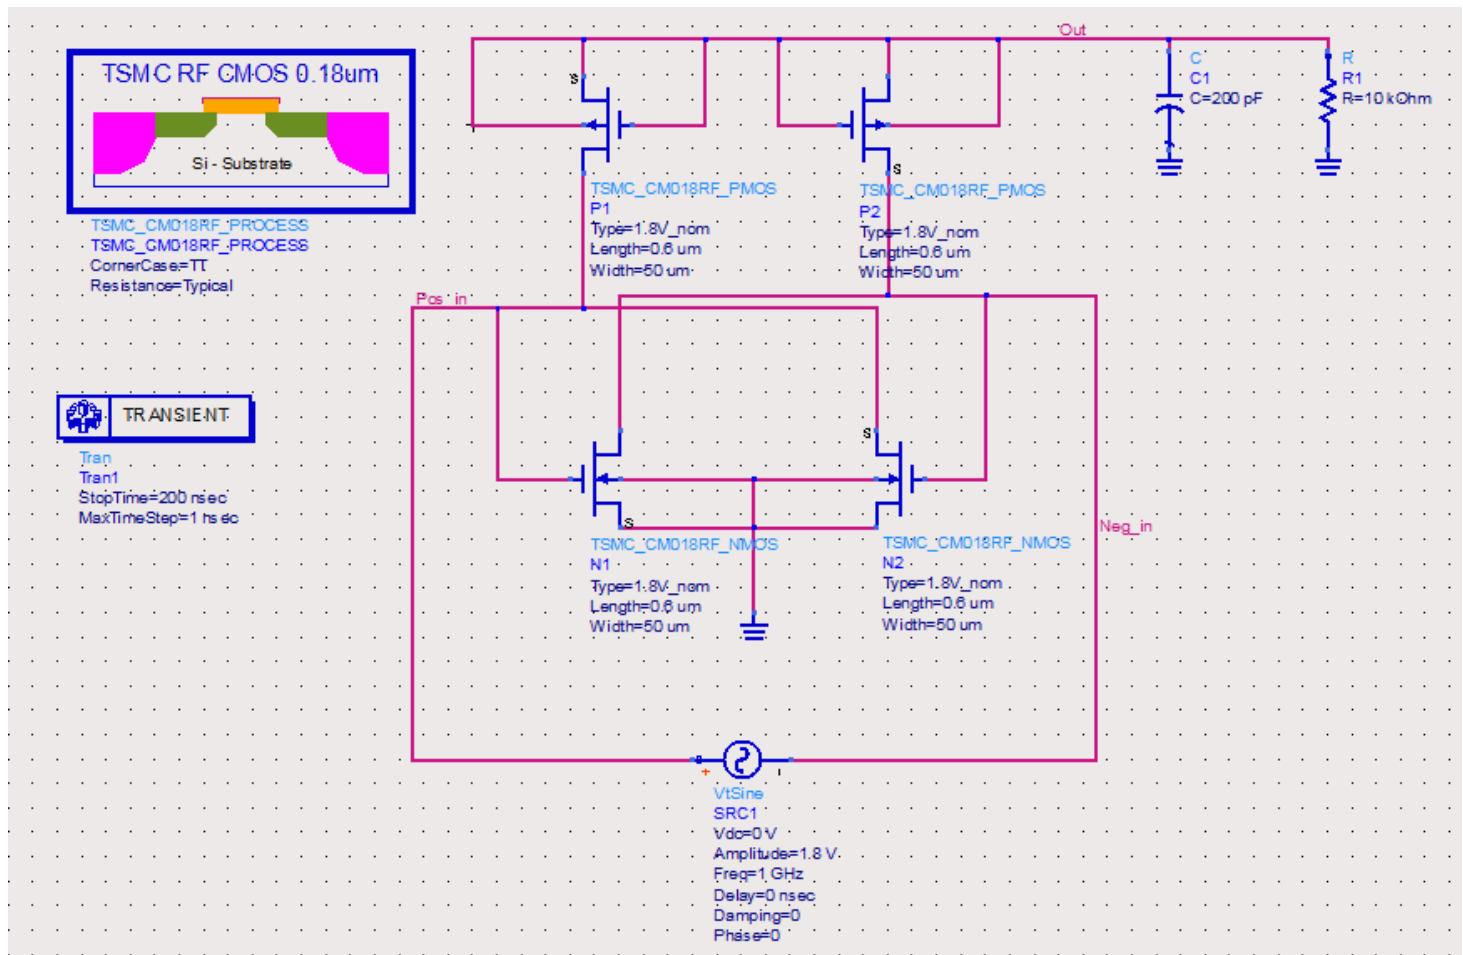 Out
TSMC RF CMOS 0.18um
Si - Substrate
TSMC_CM018RF_PROCESS
TSMC_CM018RF_PROCESS
CornerCase=TT
Resistance=Typical
S
TSMC_CM018RF_PMOS
P1
Type=1.8V_nom
Length=0.6 um
Width=50 um
S
TSMC_CM018RF_PMOS
P2
Type=1.8V_nom
Length=0.6 um
Width=50 um
C
C1
C=200 pF
R
R1
R=10 kOhm
Pos_in
TRANSIENT
Tran
Tran1
StopTime=200 nsec
MaxTimeStep=1 nsec
S
TSMC_CM018RF_NMOS
N1
Type=1.8V_nom
Length=0.6 um
Width=50 um
S
TSMC_CM018RF_NMOS
N2
Type=1.8V_nom
Length=0.6 um
Width=50 um
Neg_in
+
VtSine
SRC1
Vdc=0 V
Amplitude=1.8 V
Freq=1 GHz
Delay=0 nsec
Damping=0
Phase=0